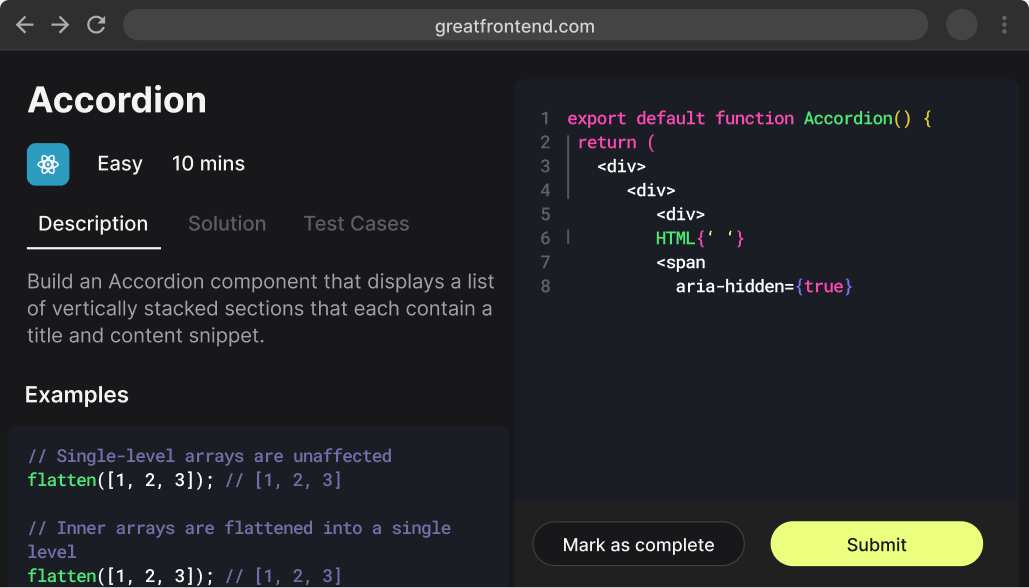 greatfrontend.com
Accordion
Easy 10 mins
Description Solution Test Cases
Build an Accordion component that displays a list
of vertically stacked sections that each contain a
title and content snippet.
Examples
// Single-level arrays are unaffected
flatten([1, 2, 3]); // [1, 2, 3]
// Inner arrays are flattened into a single
level
flatten([1, 2, 3]); // [1, 2, 3]
1 export default function Accordion() {
2 return (
3 <div>
4 <div>
5 <div>
6 HTML{‘ ‘}
7 <span
8 aria-hidden={true}
Mark as complete
Submit